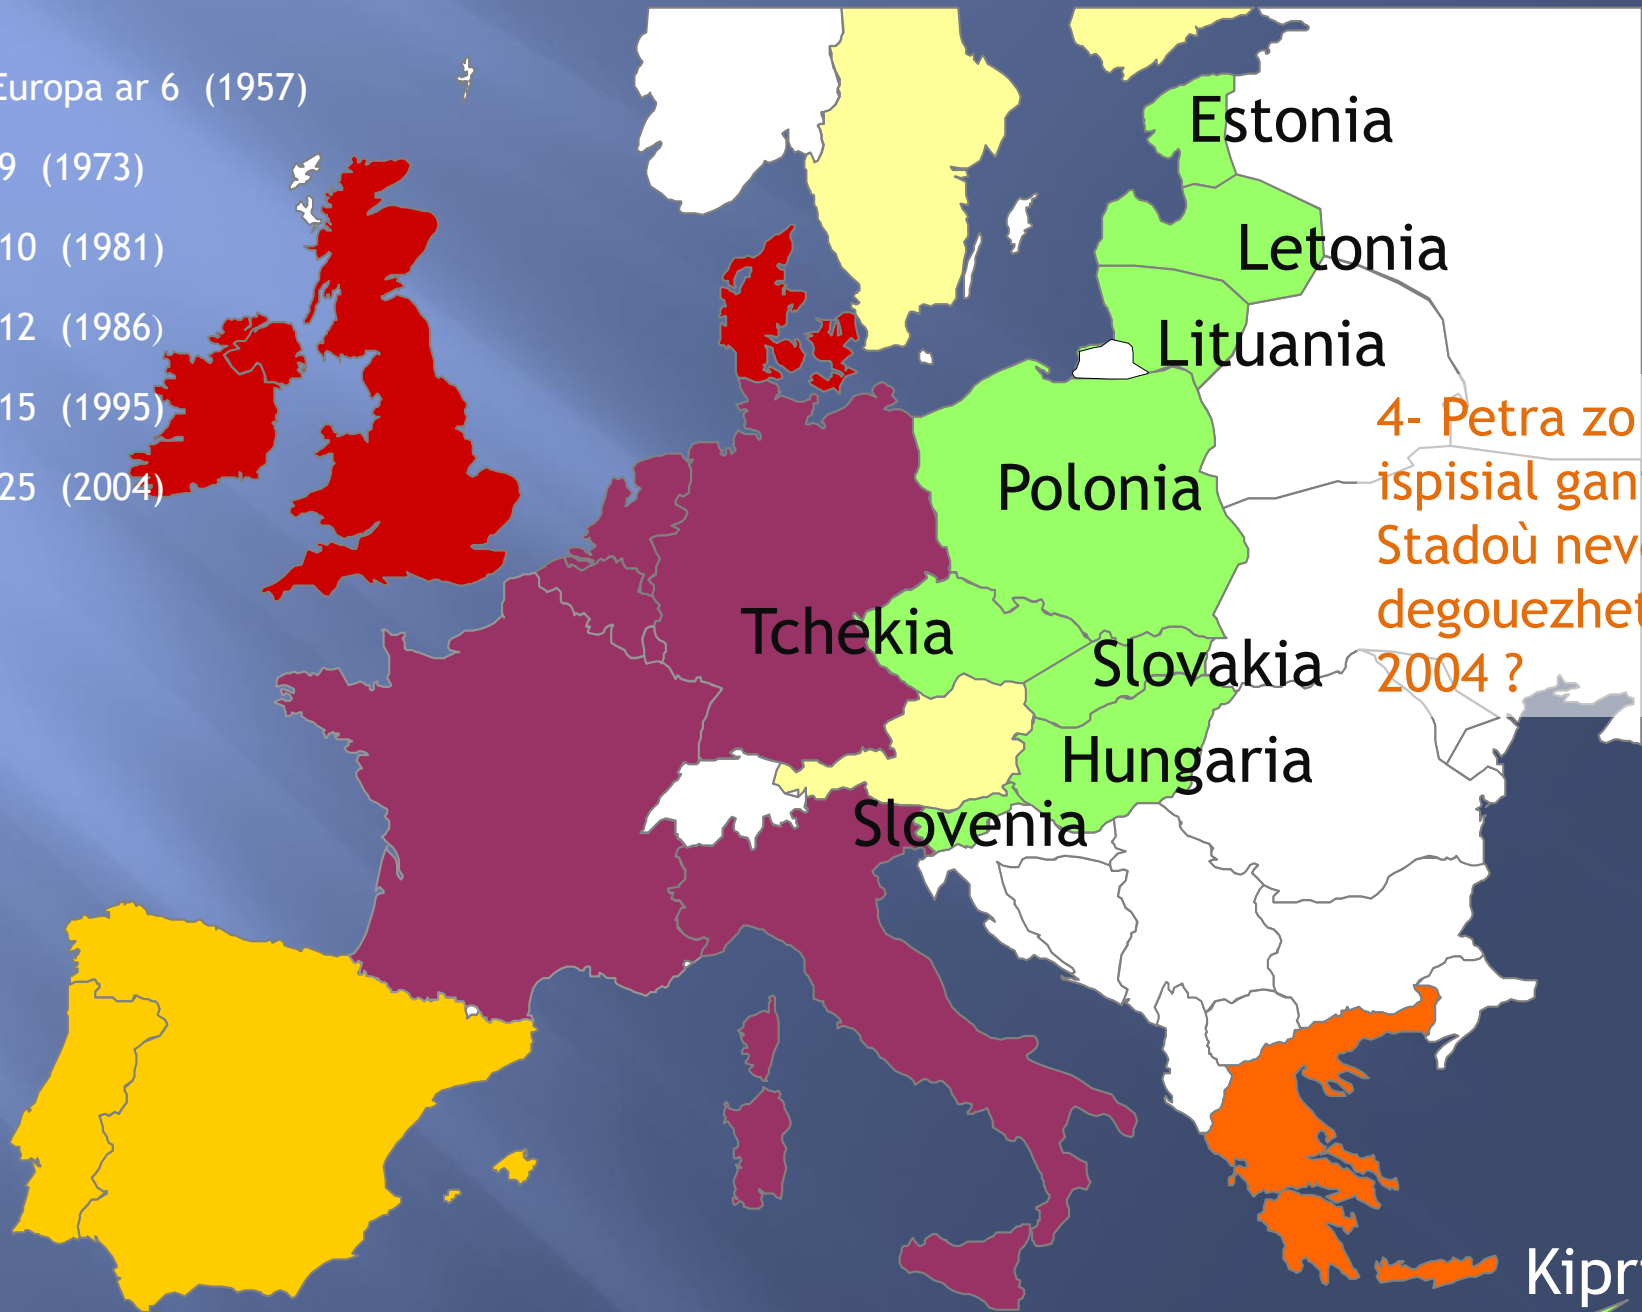 Europa ar 6 (1957)
9 (1973)
10 (1981)
12 (1986)
15 (1995)
25 (2004)
Estonia
Letonia
Lituania
Polonia
Tchekia
Slovakia
Hungaria
Slovenia
4- Petra zo
ispisial gan
Stadoù nev
degouezhet
2004 ?
Kipr